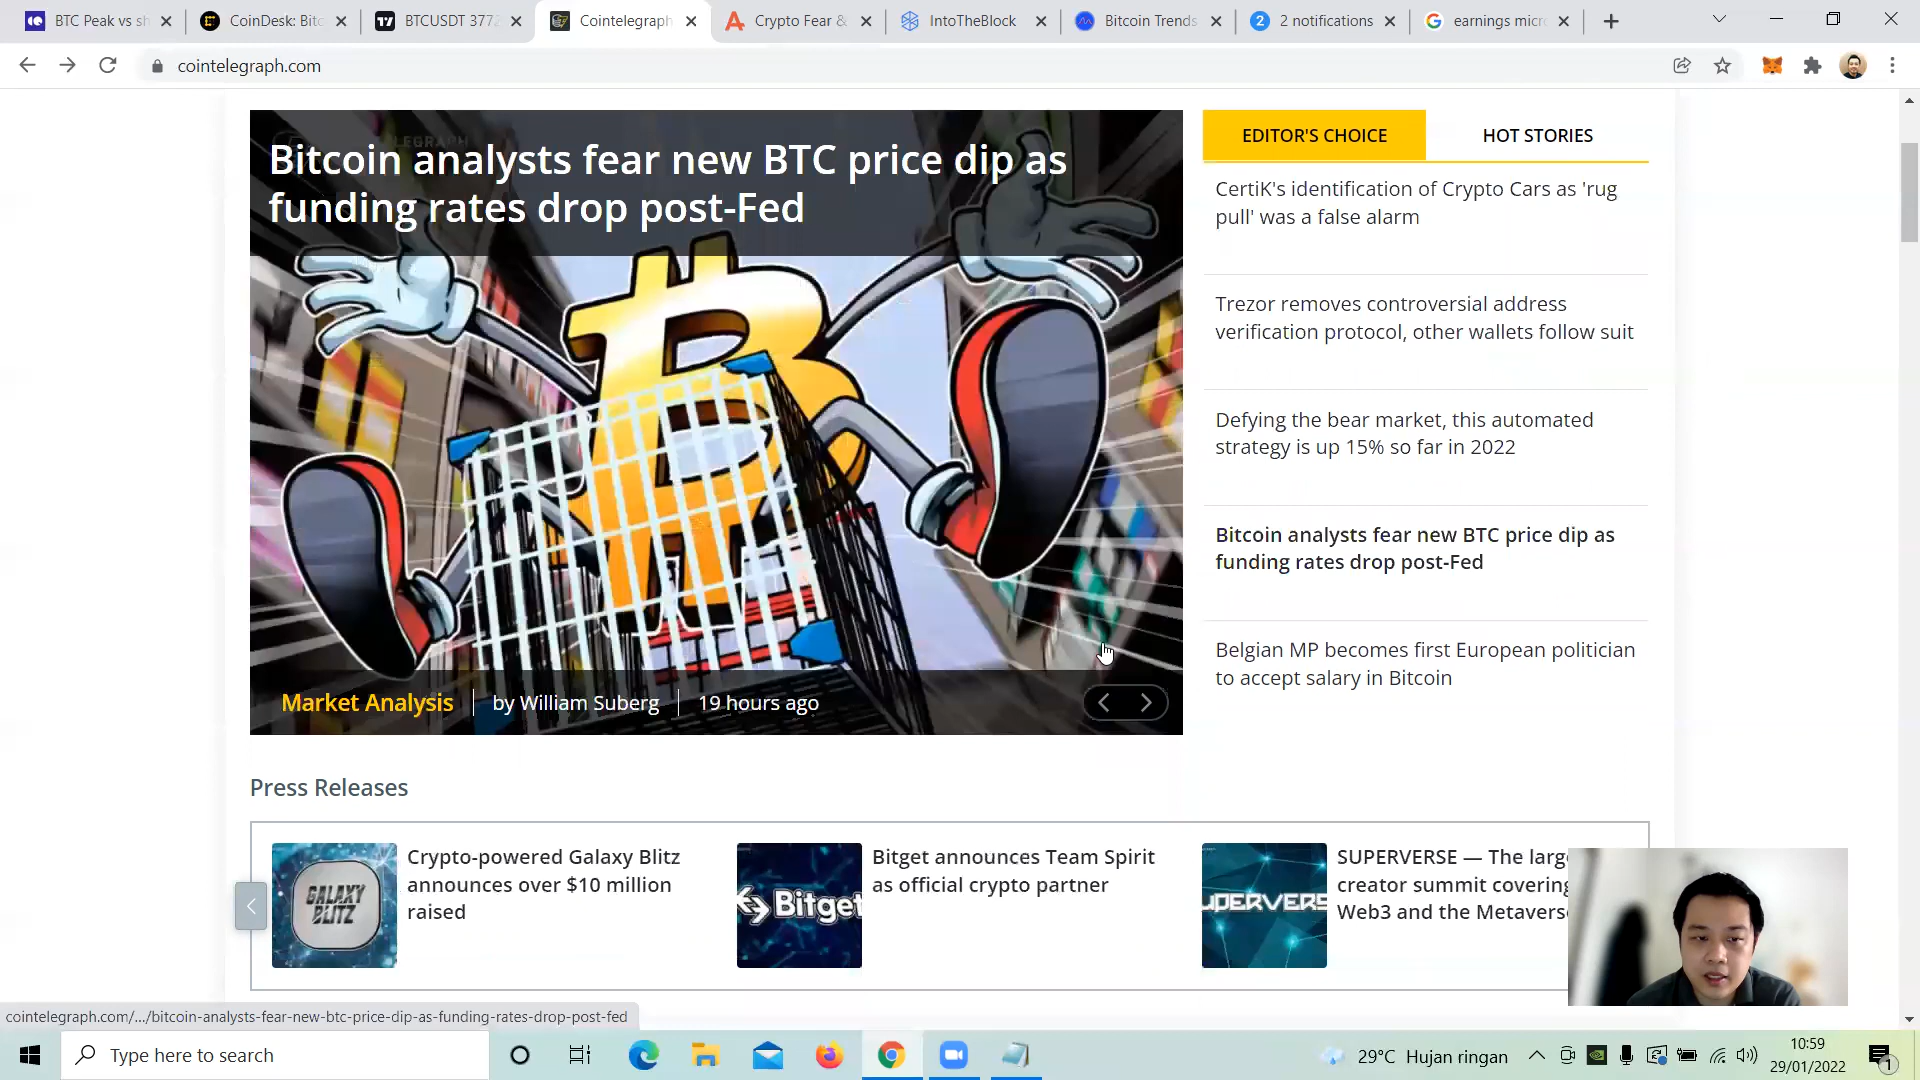 BTC Peak vs sh
CoinDesk: Bitc
BTCUSDT 3772
Cointelegraph
Crypto Fear &
IntoTheBlock
Bitcoin Trends
2 notifications
earnings micr
cointelegraph.com
Bitcoin analysts fear new BTC price dip as
funding rates drop post-Fed
Market Analysis
by William Suberg
19 hours ago
EDITOR'S CHOICE
HOT STORIES
CertiK's identification of Crypto Cars as 'rug
pull' was a false alarm
Trezor removes controversial address
verification protocol, other wallets follow suit
Defying the bear market, this automated
strategy is up 15% so far in 2022
Bitcoin analysts fear new BTC price dip as
funding rates drop post-Fed
Belgian MP becomes first European politician
to accept salary in Bitcoin
Press Releases
GALAXY
BLITZ
Crypto-powered Galaxy Blitz
announces over $10 million
raised
Bitget
Bitget announces Team Spirit
as official crypto partner
UPERVERS
SUPERVERSE — The large
creator summit covering
Web3 and the Metaverse
cointelegraph.com/.../bitcoin-analysts-fear-new-btc-price-dip-as-funding-rates-drop-post-fed
Type here to search
29°C Hujan ringan
10:59
29/01/2022
1